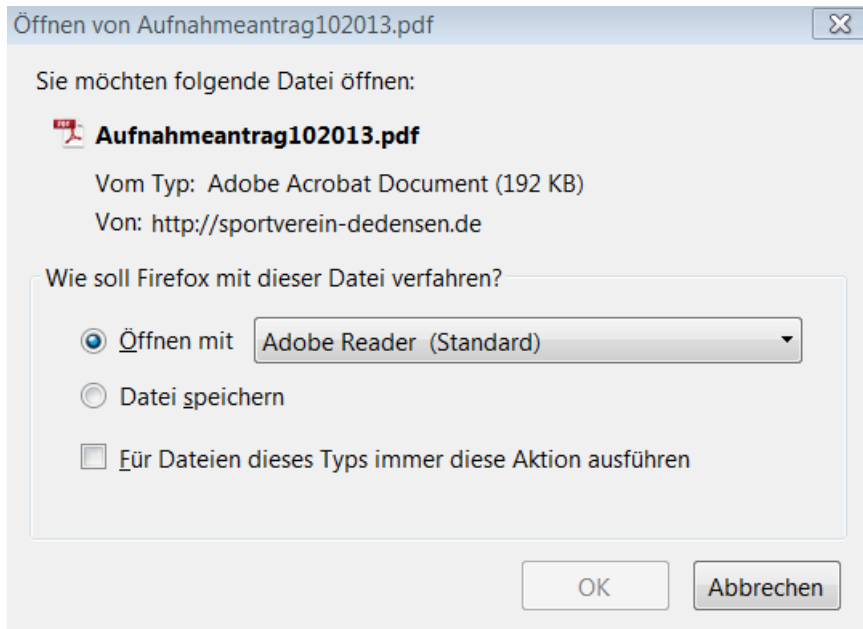 Öffnen von Aufnahmeantrag102013.pdf
Sie möchten folgende Datei öffnen:
Aufnahmeantrag102013.pdf
Vom Typ: Adobe Acrobat Document (192 KB)
Von: http://sportverein-dedensen.de
Wie soll Firefox mit dieser Datei verfahren?
Öffnen mit Adobe Reader (Standard)
Datei speichern
Für Dateien dieses Typs immer diese Aktion ausführen
OK Abbrechen